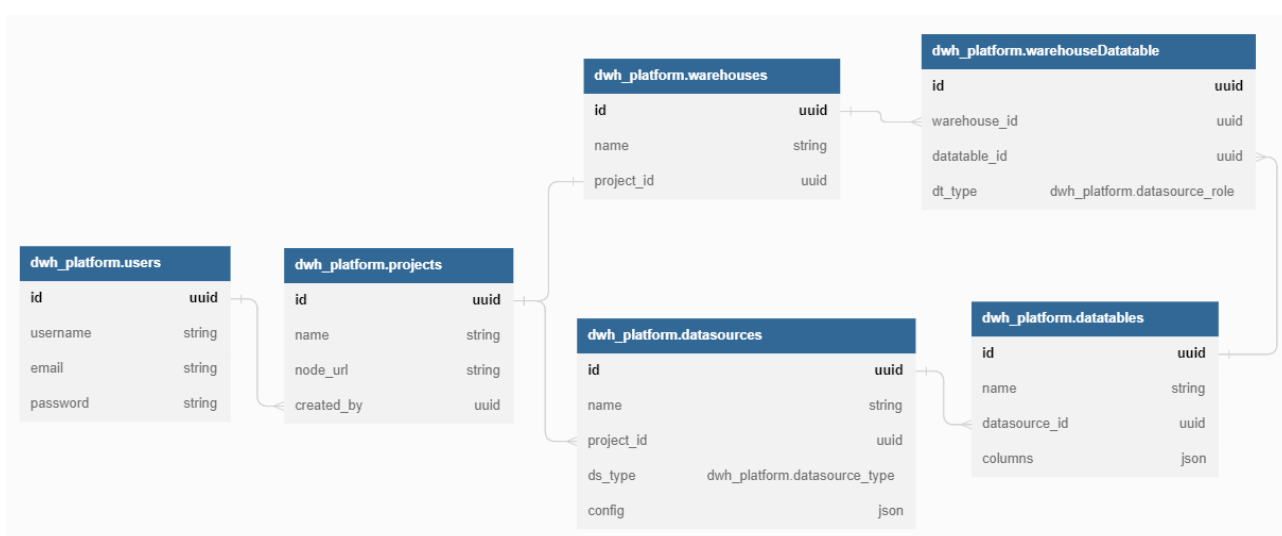 dwh_platform.warehouseDatatable
id uuid
warehouse_id uuid
datatable_id uuid
dt_type dwh_platform.datasource_role
dwh_platform.warehouses
id uuid
name string
project_id uuid
dwh_platform.users
id uuid
username string
email string
password string
dwh_platform.projects
id uuid
name string
node_url string
created_by uuid
dwh_platform.datasources
id uuid
name string
project_id uuid
ds_type dwh_platform.datasource_type
config json
dwh_platform.datatables
id uuid
name string
datasource_id uuid
columns json